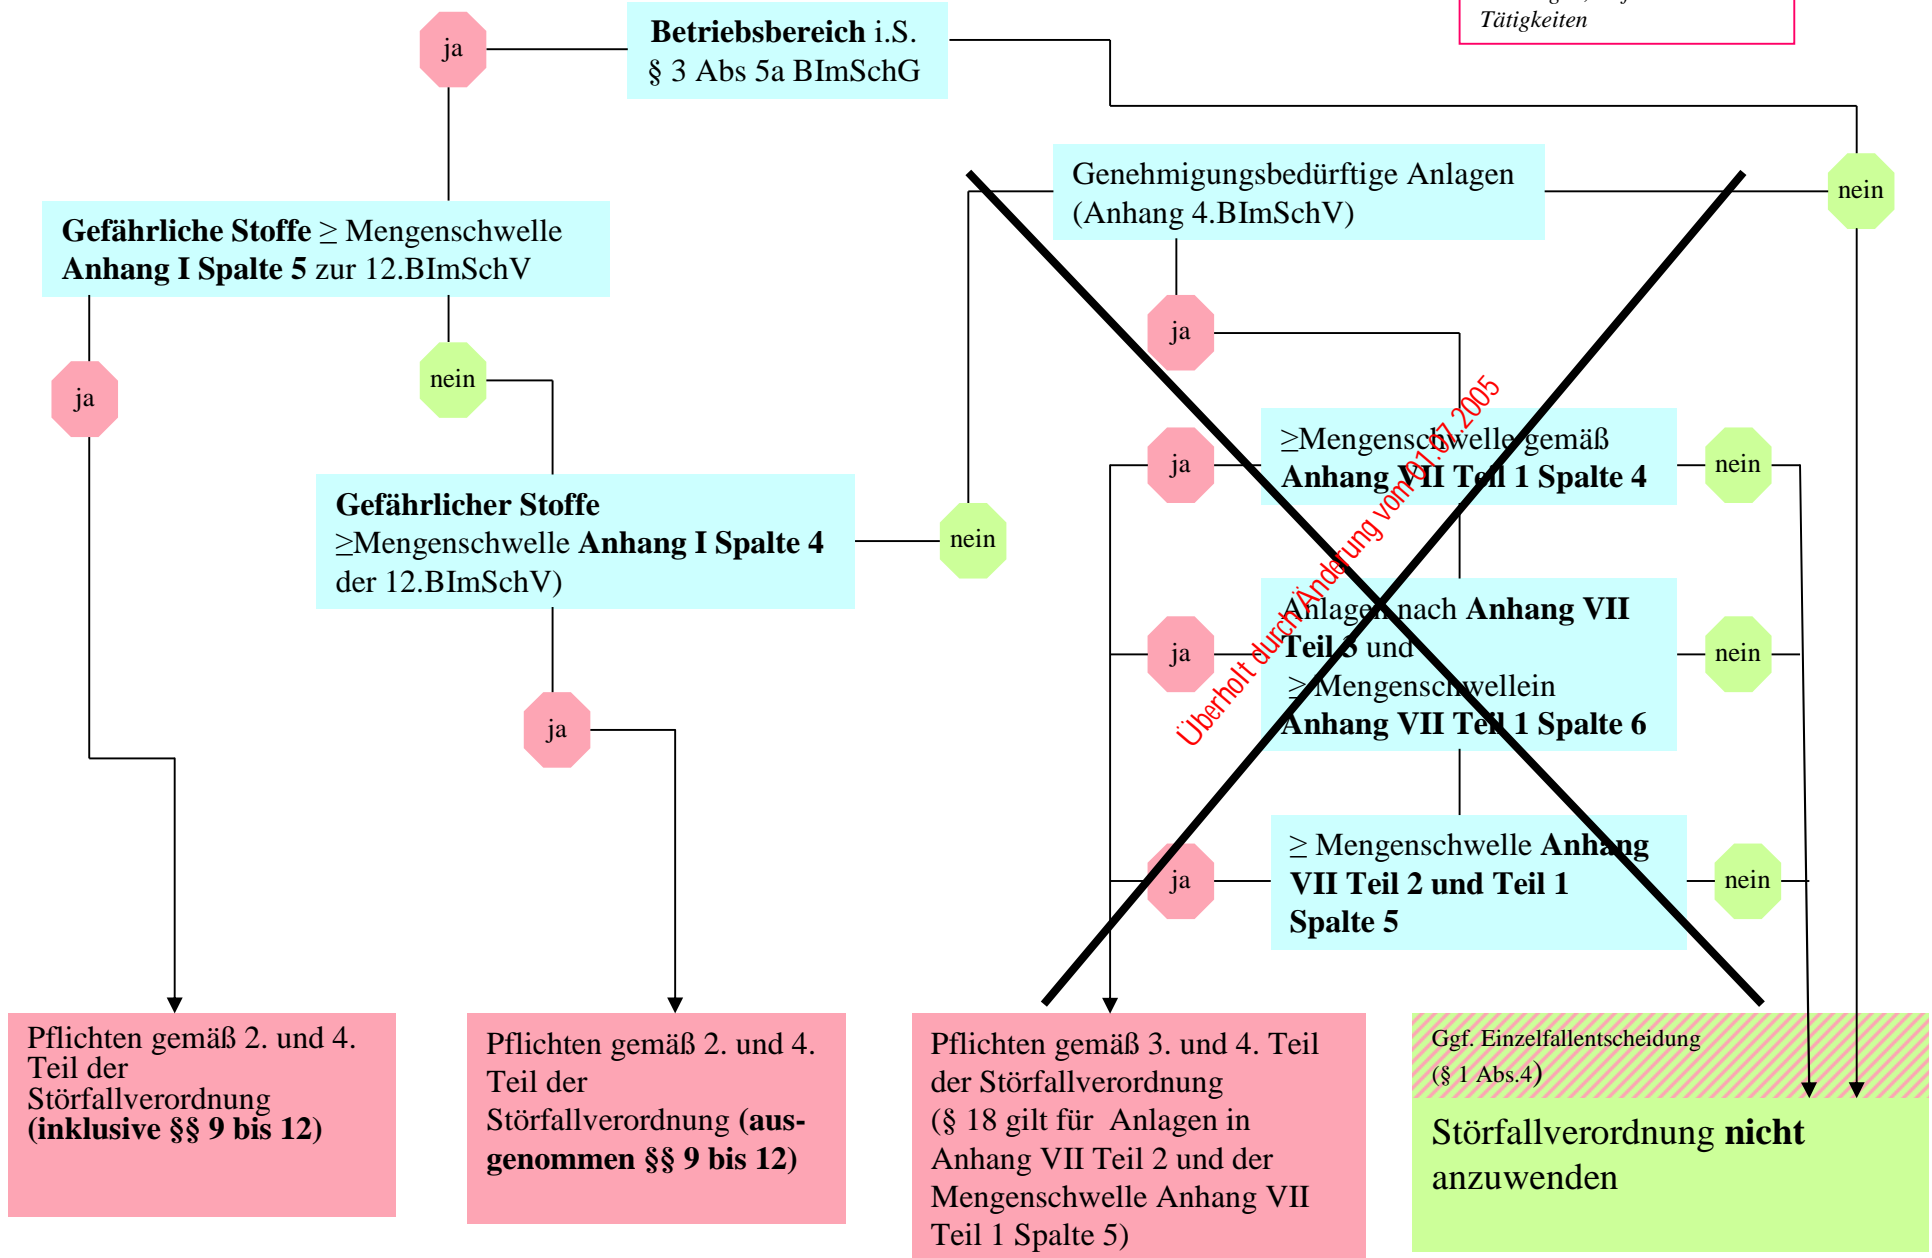 Tätigkeiten
ja
Betriebsbereich i.S.
§ 3 Abs 5a BImSchG
Genehmigungsbedürftige Anlagen
(Anhang 4.BImSchV)
nein
Gefährliche Stoffe ≥ Mengenschwelle
Anhang I Spalte 5 zur 12.BImSchV
ja
nein
ja
≥Mengenschwelle gemäß
Anhang VII Teil 1 Spalte 4
ja
nein
Gefährlicher Stoffe
≥Mengenschwelle Anhang I Spalte 4
der 12.BImSchV)
nein
Überholt durch Änderung vom 01.07.2005
Anlagen nach Anhang VII
Teil 3 und
≥ Mengenschwellein
Anhang VII Teil 1 Spalte 6
ja
nein
ja
≥ Mengenschwelle Anhang
VII Teil 2 und Teil 1
Spalte 5
ja
nein
Pflichten gemäß 2. und 4.
Teil der
Störfallverordnung
(inklusive §§ 9 bis 12)
Pflichten gemäß 2. und 4.
Teil der
Störfallverordnung (aus-
genommen §§ 9 bis 12)
Pflichten gemäß 3. und 4. Teil
der Störfallverordnung
(§ 18 gilt für Anlagen in
Anhang VII Teil 2 und der
Mengenschwelle Anhang VII
Teil 1 Spalte 5)
Ggf. Einzelfallentscheidung
(§ 1 Abs.4)
Störfallverordnung nicht
anzuwenden